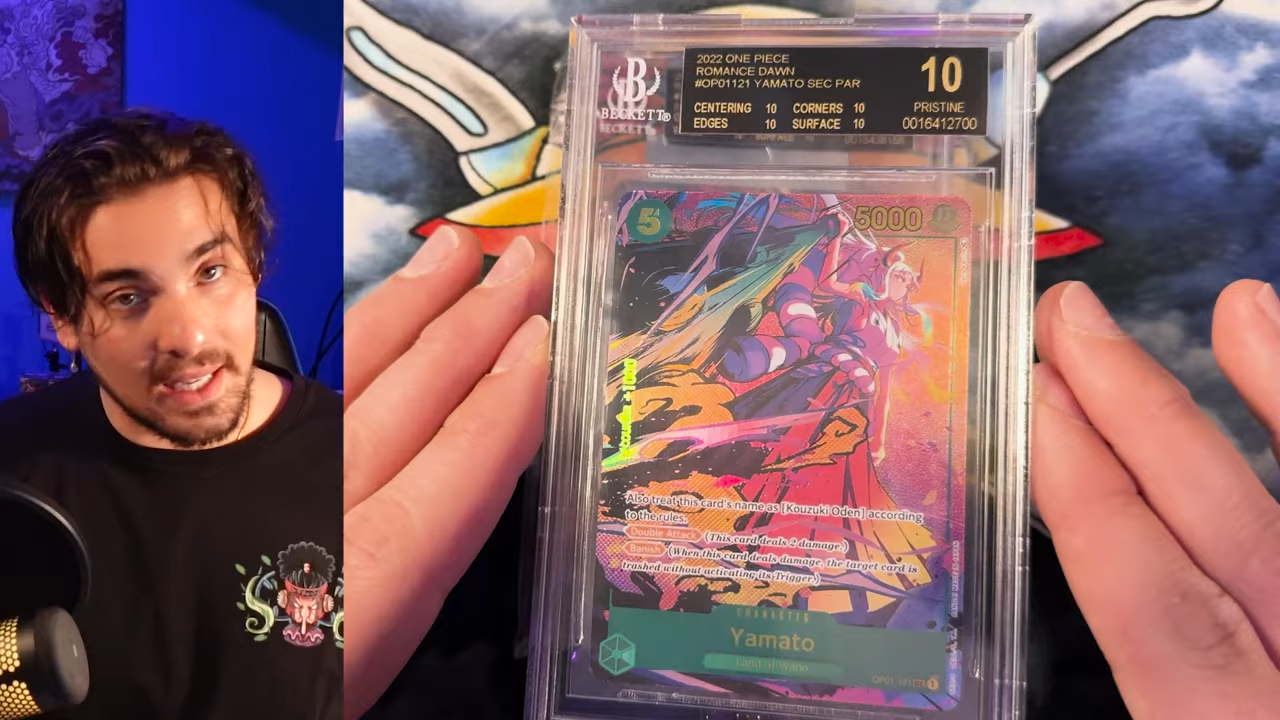 2022 ONE PIECE
ROMANCE DAWN
#OP01121 YAMATO SEC PAR
10
PRISTINE
CENTERING 10 CORNERS 10
EDGES 10 SURFACE 10
0016412700
B
BECKETT®
5
5000
Also treat this card's name as [Kouzuki Oden] according
to the rules.
Double Attack (This card deals 2 damage.)
Banish (When this card deals damage, the target card is
trashed without activating its Trigger.)
CHARACTER
Yamato
Land of Wano